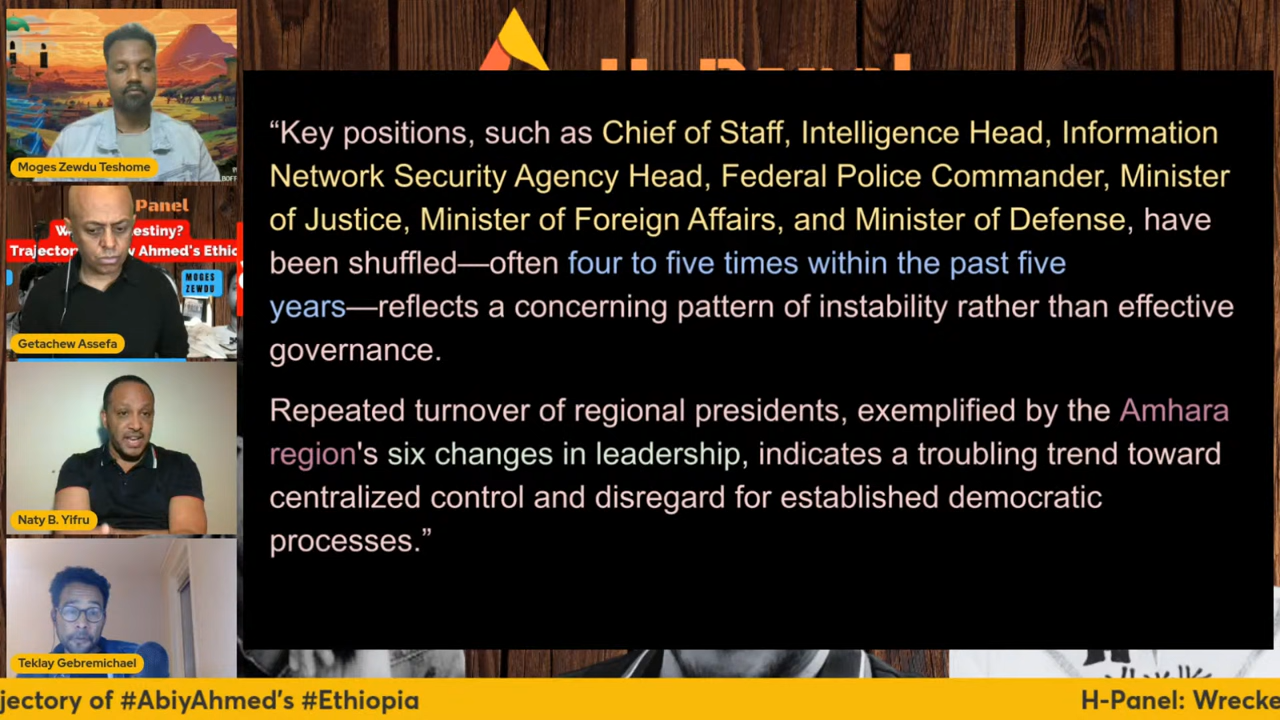 H-Panel
Moges Zewdu Teshome
Panel
MOGES
ZEWDU
Getachew Assefa
Naty B. Yifru
Teklay Gebremichael
“Key positions, such as Chief of Staff, Intelligence Head, Information
Network Security Agency Head, Federal Police Commander, Minister
of Justice, Minister of Foreign Affairs, and Minister of Defense, have
been shuffled—often four to five times within the past five
years—reflects a concerning pattern of instability rather than effective
governance.
Repeated turnover of regional presidents, exemplified by the Amhara
region's six changes in leadership, indicates a troubling trend toward
centralized control and disregard for established democratic
processes.”
jectory of #AbiyAhmed’s #Ethiopia
H-Panel: Wrecke